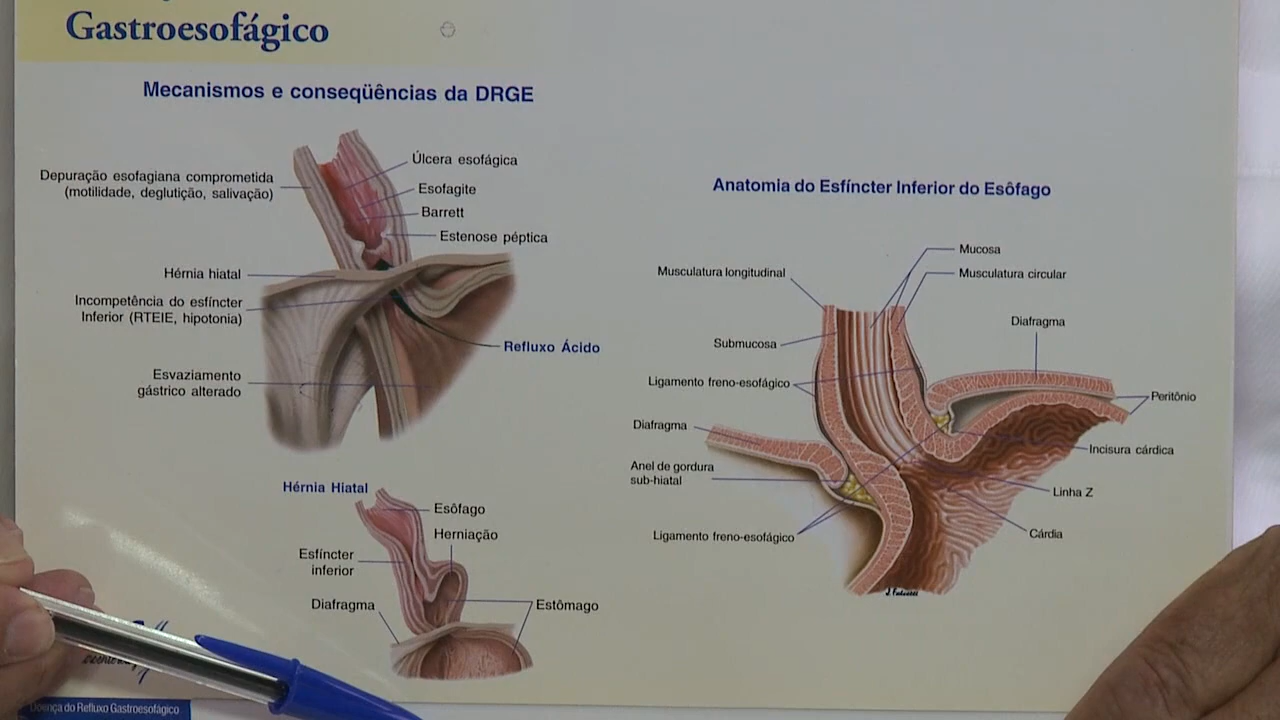 Gastroesofágico
Mecanismos e conseqüências da DRGE
Depuração esofagiana comprometida
(motilidade, deglutição, salivação)
Úlcera esofágica
Esofagite
Barrett
Estenose péptica
Hérnia hiatal
Incompetência do esfíncter
Inferior (RTEIE, hipotonia)
Refluxo Ácido
Esvaziamento
gástrico alterado
Hérnia Hiatal
Esôfago
Herniação
Esfíncter
inferior
Diafragma
Estômago
Anatomia do Esfíncter Inferior do Esôfago
Mucosa
Musculatura longitudinal
Musculatura circular
Diafragma
Submucosa
Ligamento freno-esofágico
Peritônio
Diafragma
Incisura cárdica
Anel de gordura
sub-hiatal
Linha Z
Cárdia
Ligamento freno-esofágico
Doença do Refluxo Gastroesofágico